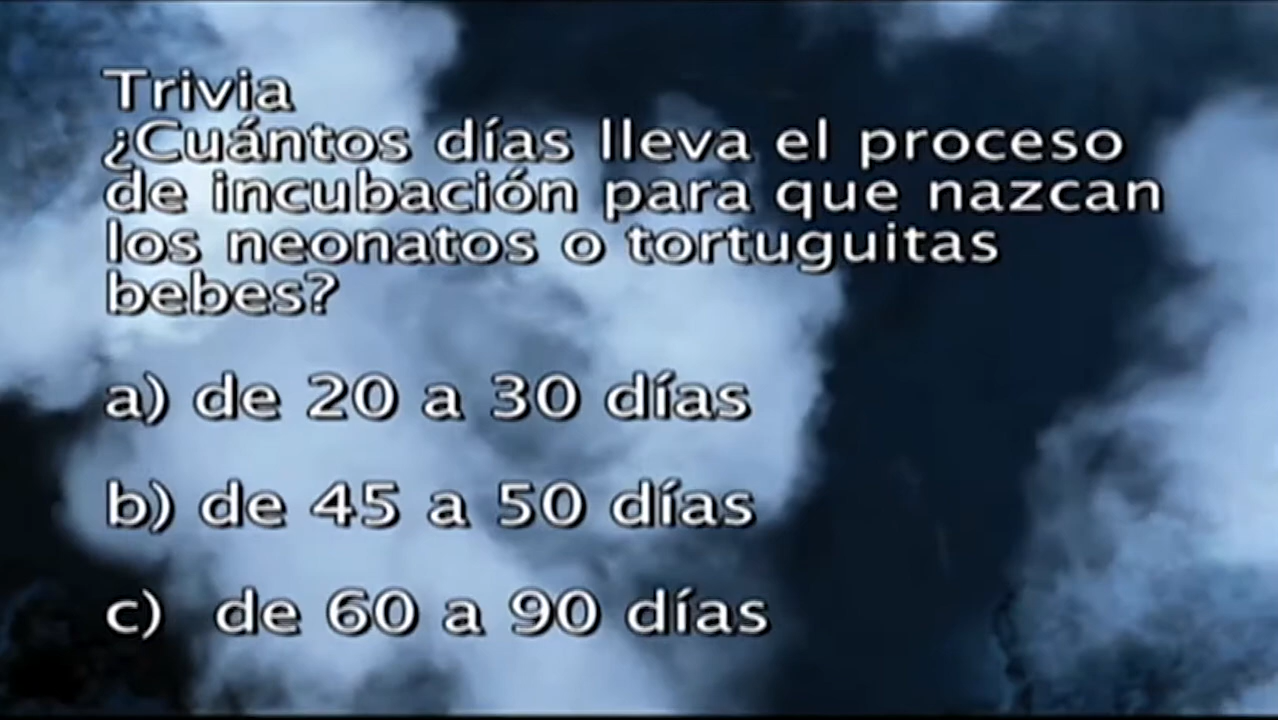 Trivia
¿Cuántos días lleva el proceso
de incubación para que nazcan
los neonatos o tortuguitas
bebes?
a) de 20 a 30 días
b) de 45 a 50 días
c) de 60 a 90 días